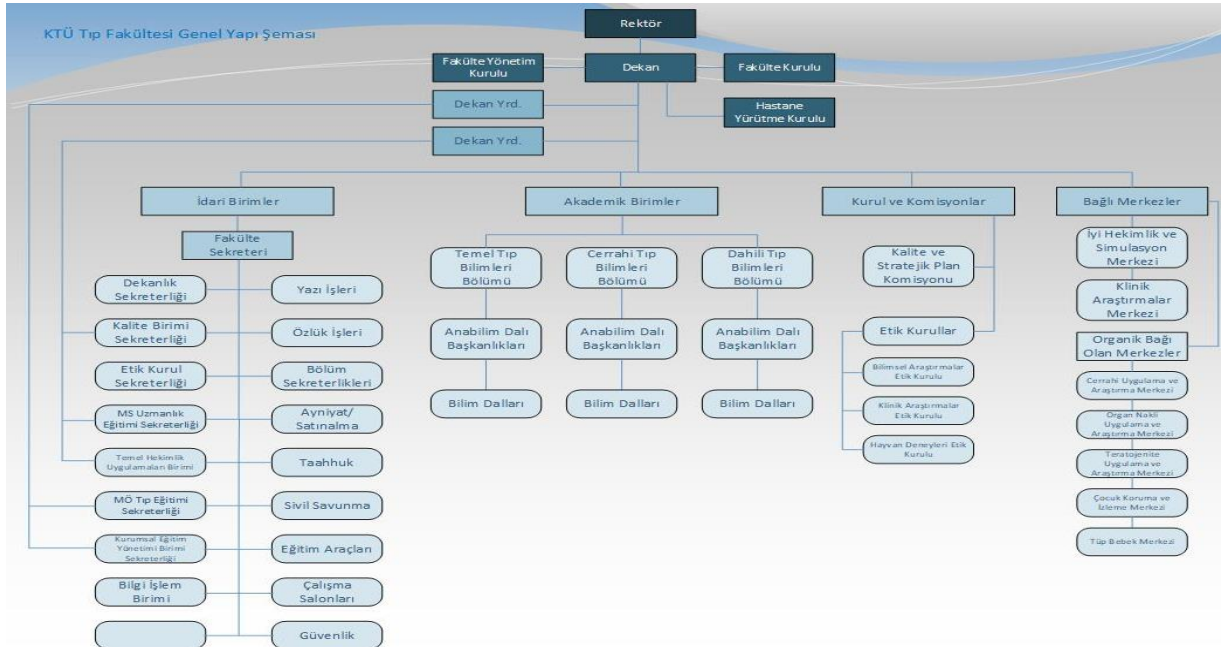 KTÜ Tıp Fakültesi Genel Yapı Şeması
Rektör
Fakülte Yönetim
Kurulu
Dekan
Fakülte Kurulu
Dekan Yrd.
Hastane
Yürütme Kurulu
Dekan Yrd.
İdari Birimler
Akademik Birimler
Kurul ve Komisyonlar
Bağlı Merkezler
Fakülte
Sekreteri
Dekanlık
Sekreterliği
Yazı İşleri
Kalite Birimi
Sekreterliği
Özlük İşleri
Etik Kurul
Sekreterliği
Bölüm
Sekreterlikleri
MS Uzmanlık
Eğitimi Sekreterliği
Ayniyat/
Satınalma
Temel Hekimlik
Uygulamaları Birimi
Taahhuk
MÖ Tıp Eğitimi
Sekreterliği
Sivil Savunma
Kurumsal Eğitim
Yönetimi Birimi
Sekreterliği
Eğitim Araçları
Bilgi İşlem
Birimi
Çalışma
Salonları
Güvenlik
Temel Tıp
Bilimleri
Bölümü
Cerrahi Tıp
Bilimleri
Bölümü
Dahili Tıp
Bilimleri
Bölümü
Anabilim Dalı
Başkanlıkları
Anabilim Dalı
Başkanlıkları
Anabilim Dalı
Başkanlıkları
Bilim Dalları
Bilim Dalları
Bilim Dalları
Kalite ve
Stratejik Plan
Komisyonu
Etik Kurullar
Bilimsel Araştırmalar
Etik Kurulu
Klinik Araştırmalar
Etik Kurulu
Hayvan Deneyleri Etik
Kurulu
İyi Hekimlik ve
Simulasyon
Merkezi
Klinik
Araştırmalar
Merkezi
Organik Bağı
Olan Merkezler
Cerrahi Uygulama ve
Araştırma Merkezi
Organ Nakli
Uygulama ve
Araştırma Merkezi
Teratojenite
Uygulama ve
Araştırma Merkezi
Çocuk Koruma ve
İzleme Merkezi
Tüp Bebek Merkezi